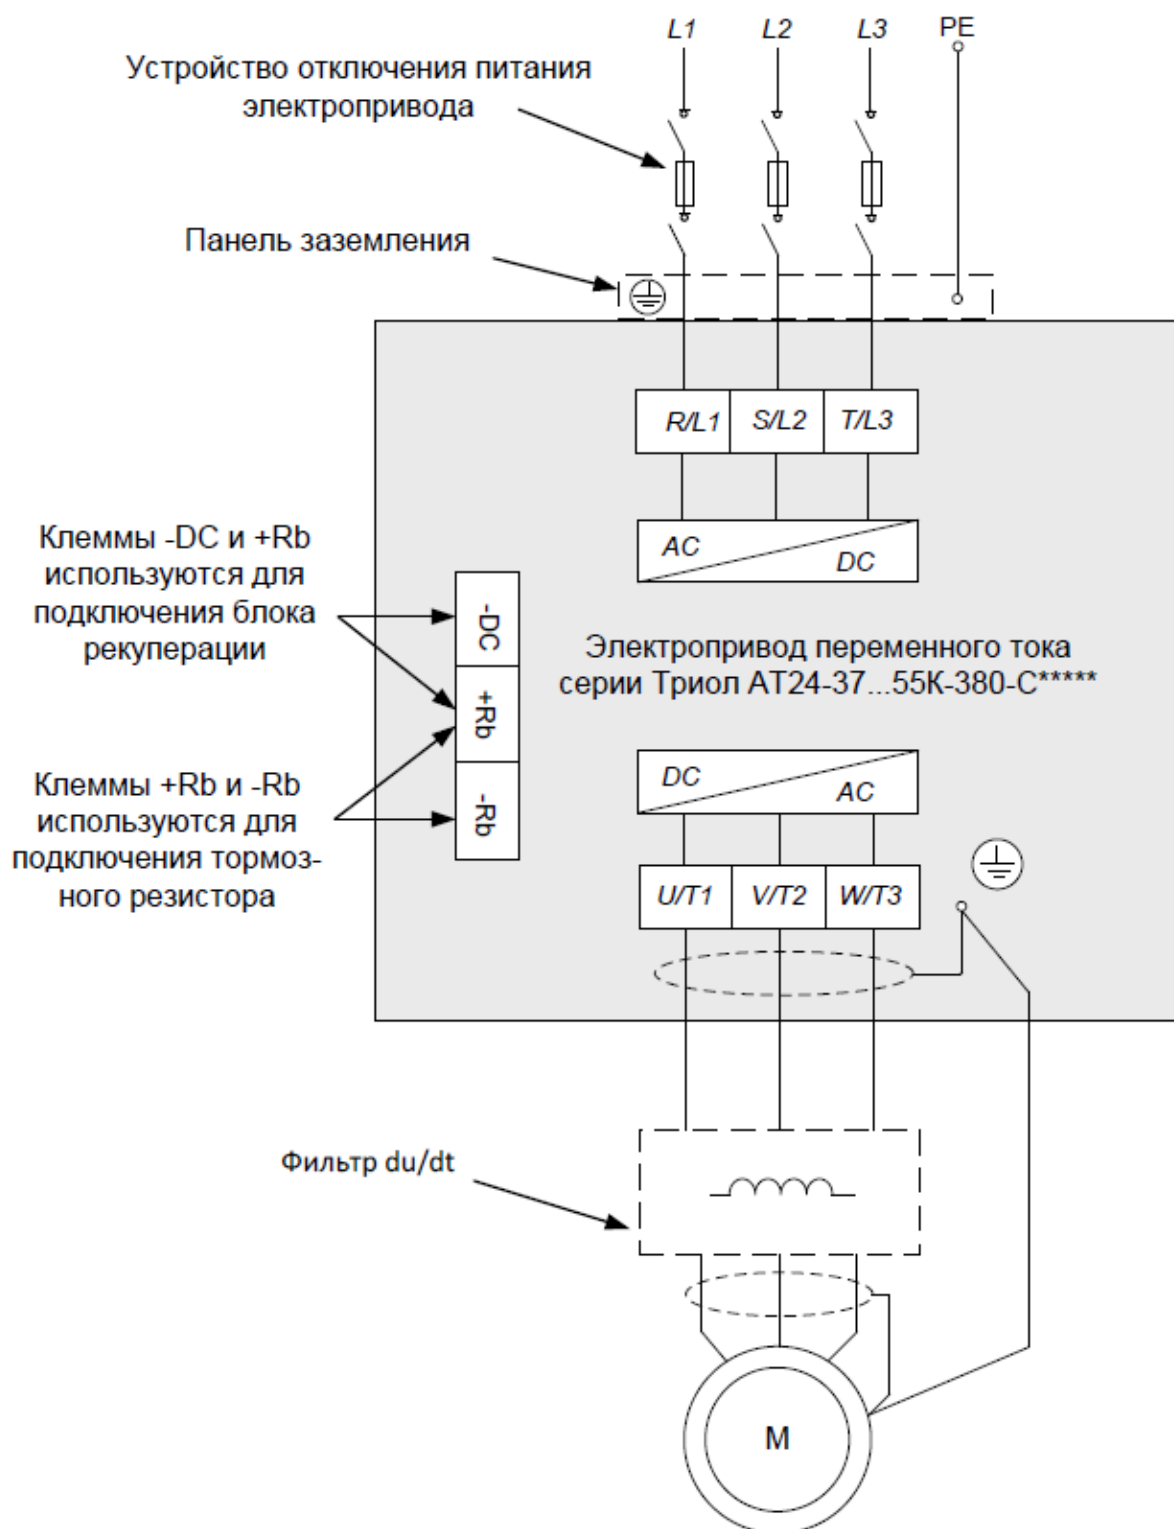 L1 L2 L3 PE
Устройство отключения питания
электропривода
Панель заземления
R/L1 S/L2 T/L3
AC
DC
Клеммы -DC и +Rb
используются для
подключения блока
рекуперации
-DC
+Rb
-Rb
Электропривод переменного тока
серии Триол АТ24-37...55К-380-С*****
Клеммы +Rb и -Rb
используются для
подключения тормоз-
ного резистора
DC
AC
U/T1 V/T2 W/T3
Фильтр du/dt
M